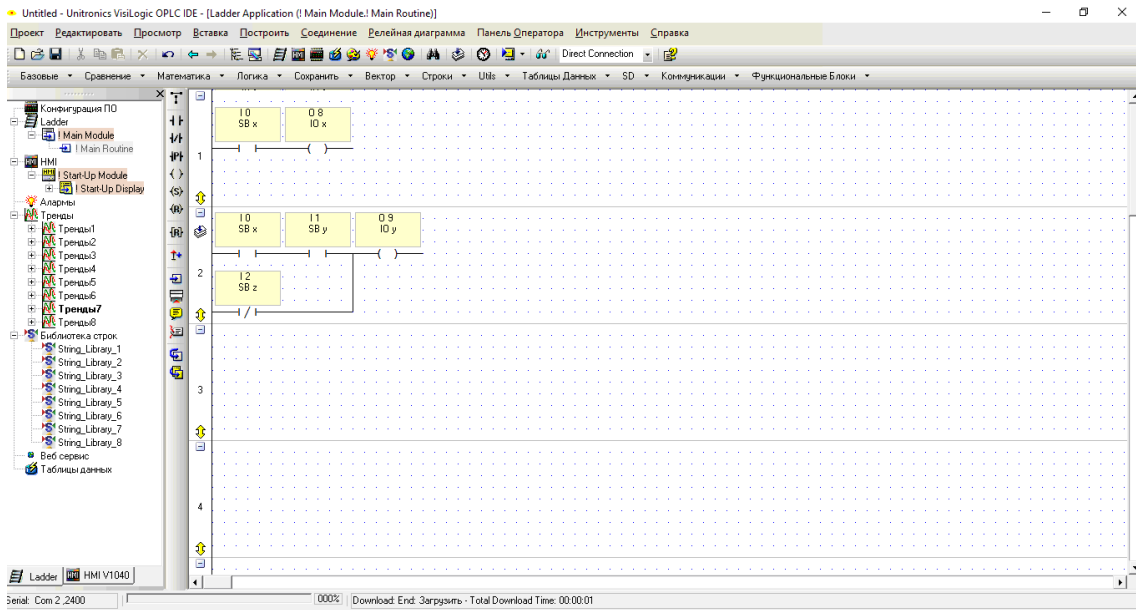 Untitled - Unitronics VisiLogic OPLC IDE - [Ladder Application (! Main Module.! Main Routine)]
Проект Редактировать Просмотр Вставка Построить Соединение Релейная диаграмма Панель Оператора Инструменты Справка
Direct Connection
Базовые Сравнение Математика Логика Сохранить Вектор Строки Utils Таблицы Данных SD Коммуникации Функциональные Блоки
Конфигурация ПО
Ladder
! Main Module
! Main Routine
HMI
! Start-Up Module
! Start-Up Display
Алармы
Тренды
Тренды1
Тренды2
Тренды3
Тренды4
Тренды5
Тренды6
Тренды7
Тренды8
Библиотека строк
String_Library_1
String_Library_2
String_Library_3
String_Library_4
String_Library_5
String_Library_6
String_Library_7
String_Library_8
Веб сервис
Таблицы данных
Ladder HMI V1040
I 0 O 8
SB x IO x
1
I 0 I 1 O 9
SB x SB y IO y
2
I 2
SB z
3
4
Serial: Com 2 ,2400 000% Download: End: Загрузить - Total Download Time: 00:00:01